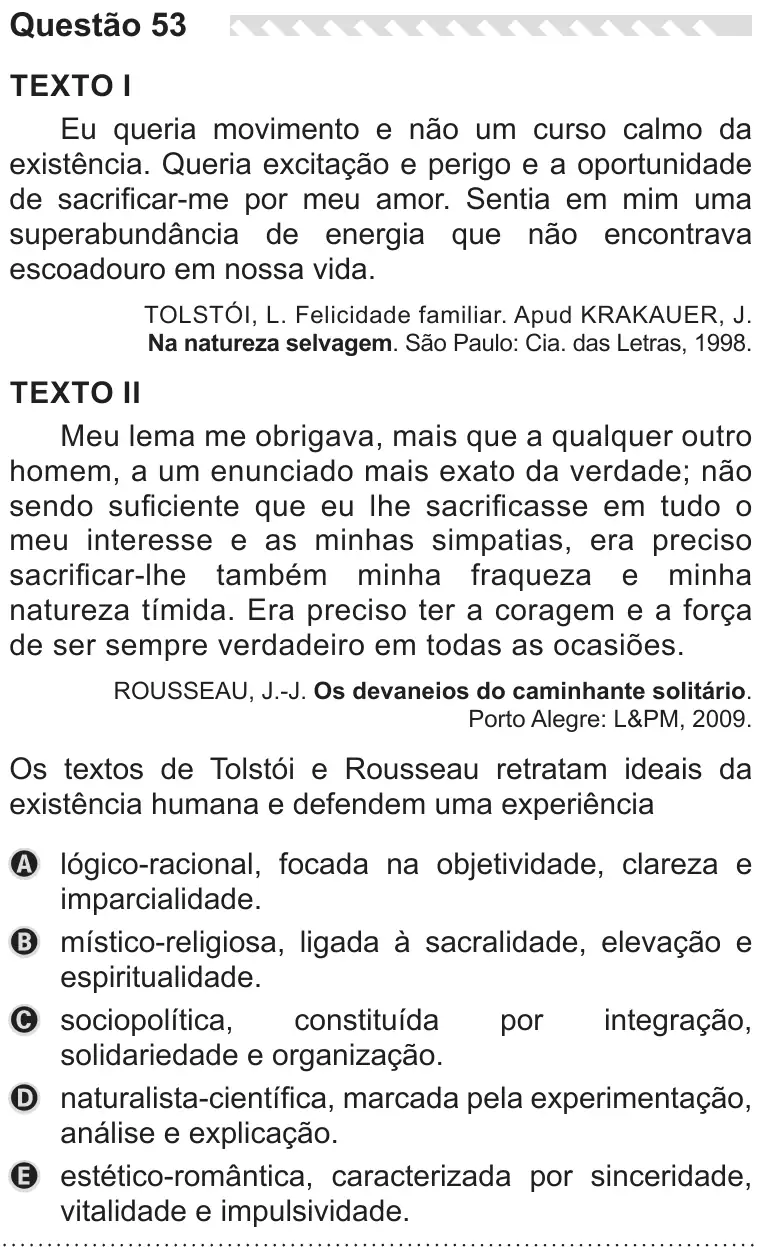 Questão 53
TEXTO I
Eu queria movimento e não um curso calmo da
existência. Queria excitação e perigo e a oportunidade
de sacrificar-me por meu amor. Sentia em mim uma
superabundância de energia que não encontrava
escoadouro em nossa vida.
TOLSTÓI, L. Felicidade familiar. Apud KRAKAUER, J.
Na natureza selvagem. São Paulo: Cia. das Letras, 1998.
TEXTO II
Meu lema me obrigava, mais que a qualquer outro
homem, a um enunciado mais exato da verdade; não
sendo suficiente que eu lhe sacrificasse em tudo o
meu interesse e as minhas simpatias, era preciso
sacrificar-lhe também minha fraqueza e minha
natureza tímida. Era preciso ter a coragem e a força
de ser sempre verdadeiro em todas as ocasiões.
ROUSSEAU, J.-J. Os devaneios do caminhante solitário.
Porto Alegre: L&PM, 2009.
Os textos de Tolstói e Rousseau retratam ideais da
existência humana e defendem uma experiência
A lógico-racional, focada na objetividade, clareza e
imparcialidade.
B místico-religiosa, ligada à sacralidade, elevação e
espiritualidade.
C sociopolítica, constituída por integração,
solidariedade e organização.
D naturalista-científica, marcada pela experimentação,
análise e explicação.
E estético-romântica, caracterizada por sinceridade,
vitalidade e impulsividade.